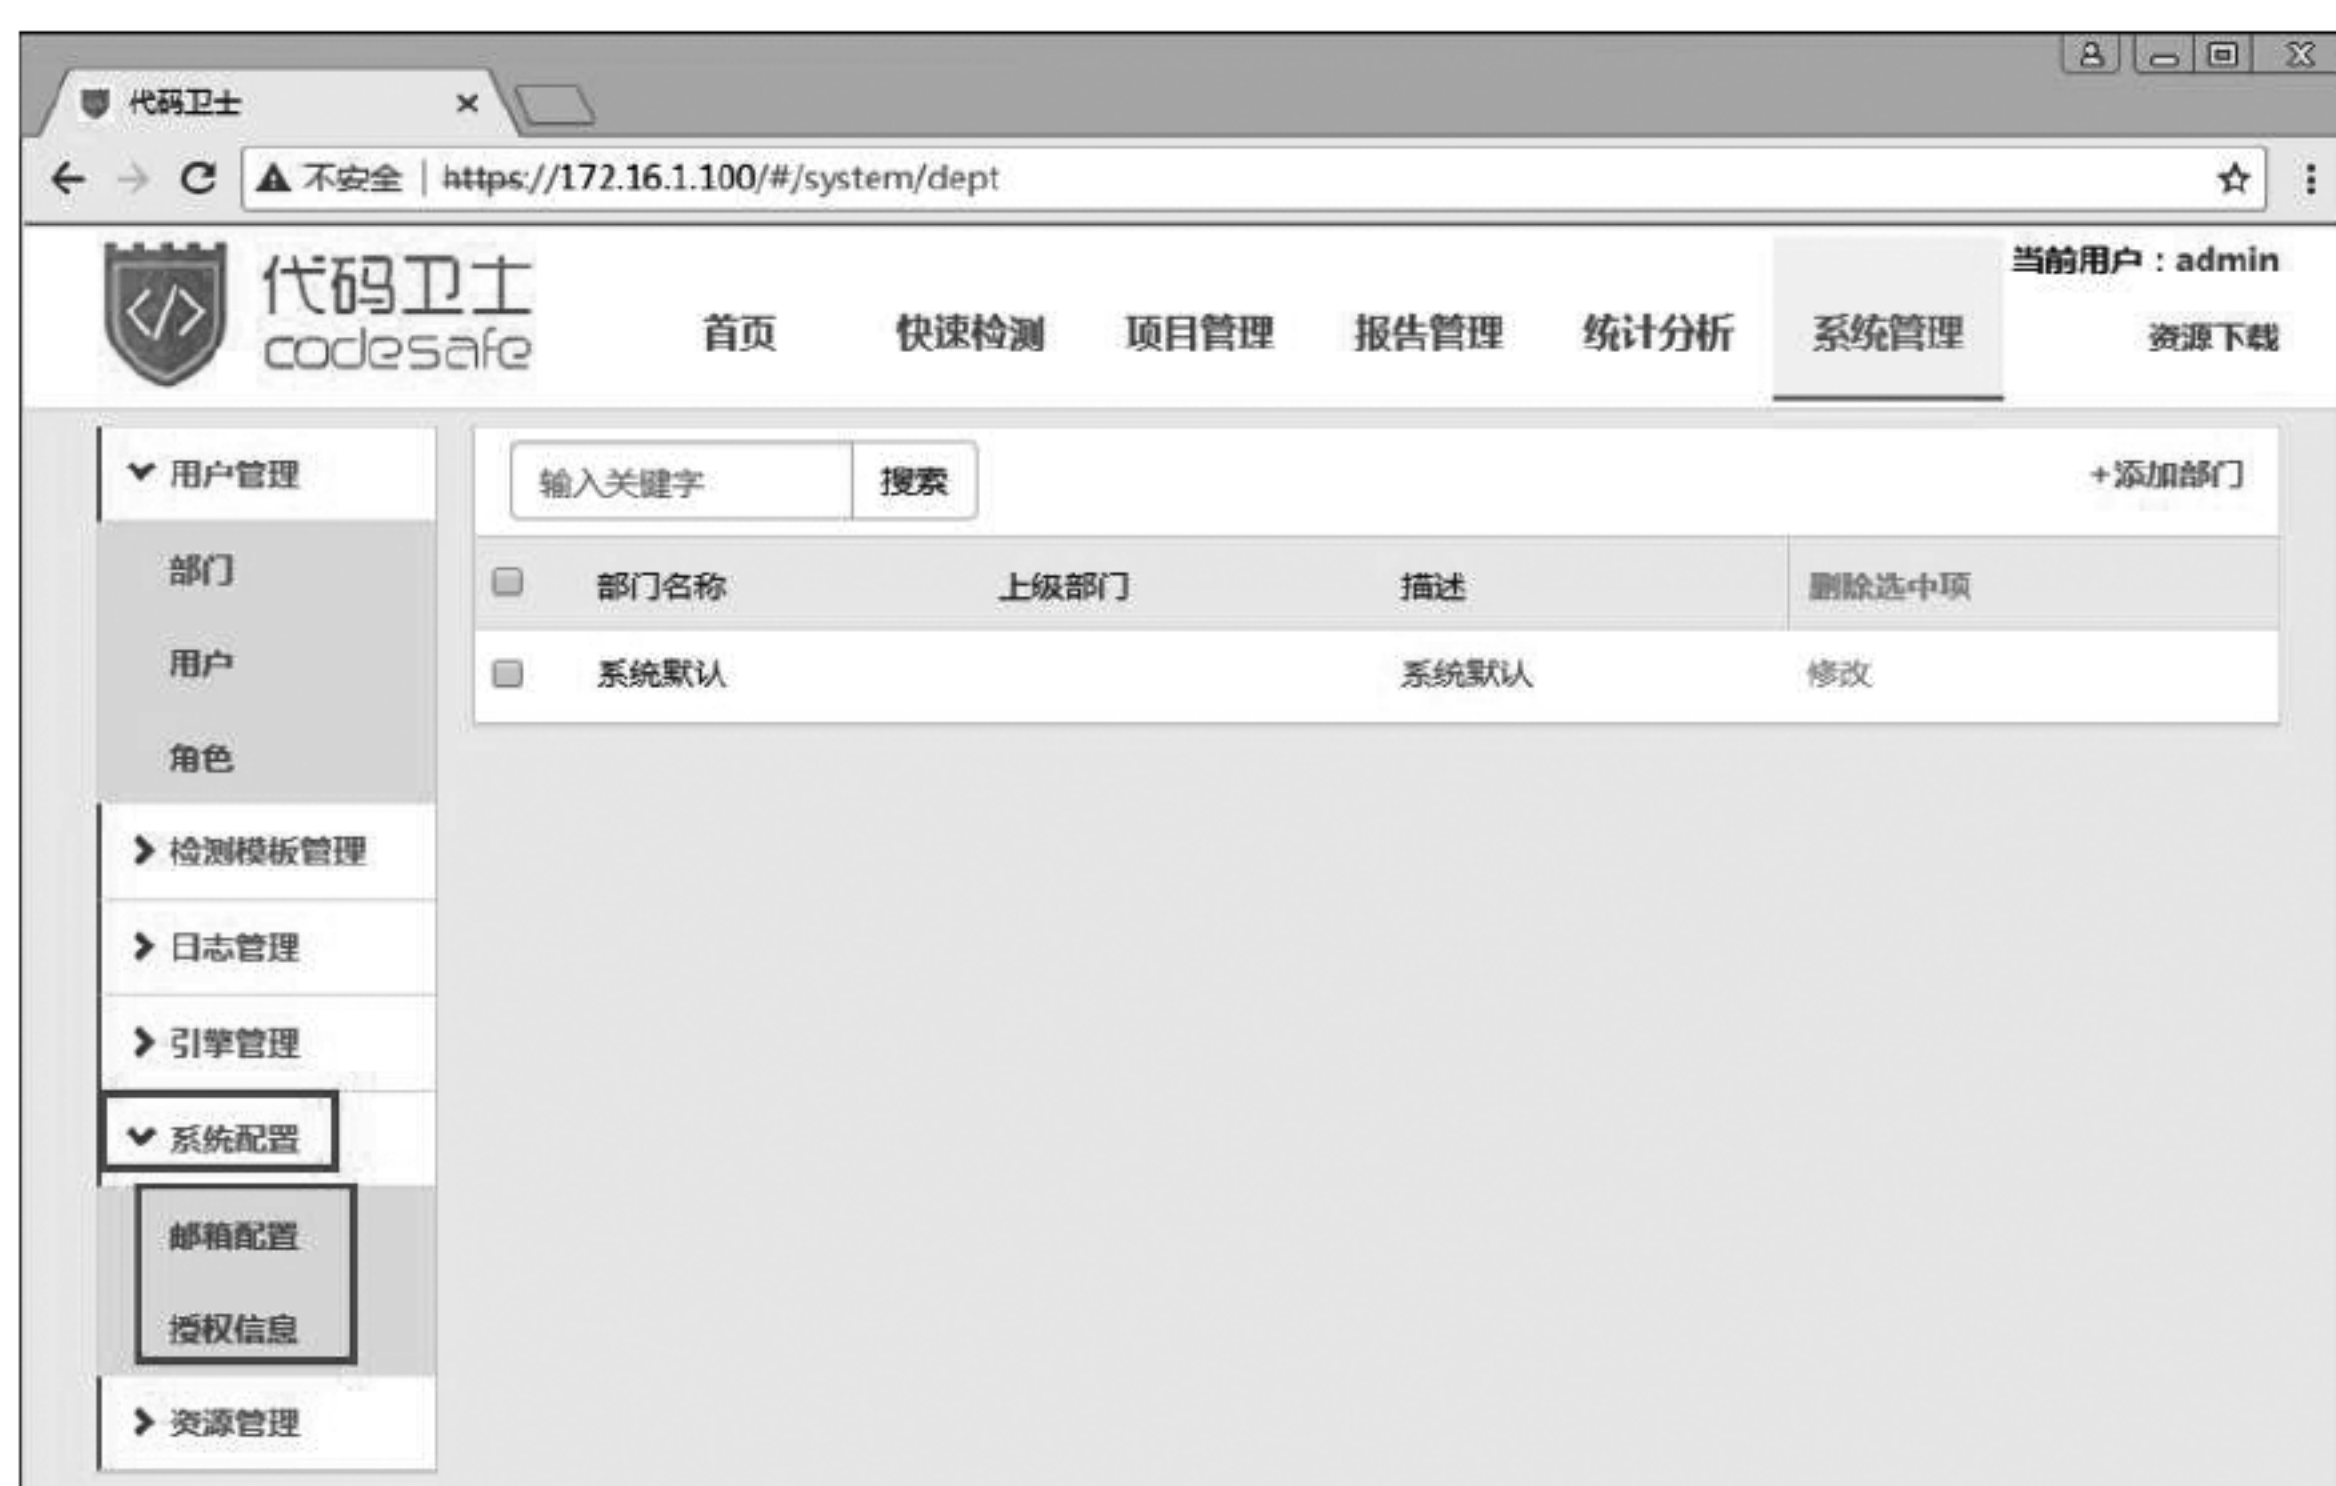 代码卫士
不安全 https://172.16.1.100/#/system/dept
代码卫士
codesafe
首页 快速检测 项目管理 报告管理 统计分析 系统管理
当前用户：admin
资源下载
用户管理
部门
用户
角色
检测模板管理
日志管理
引擎管理
系统配置
邮箱配置
授权信息
资源管理
输入关键字 搜索 +添加部门
部门名称 上级部门 描述 删除选中项
系统默认 系统默认 修改